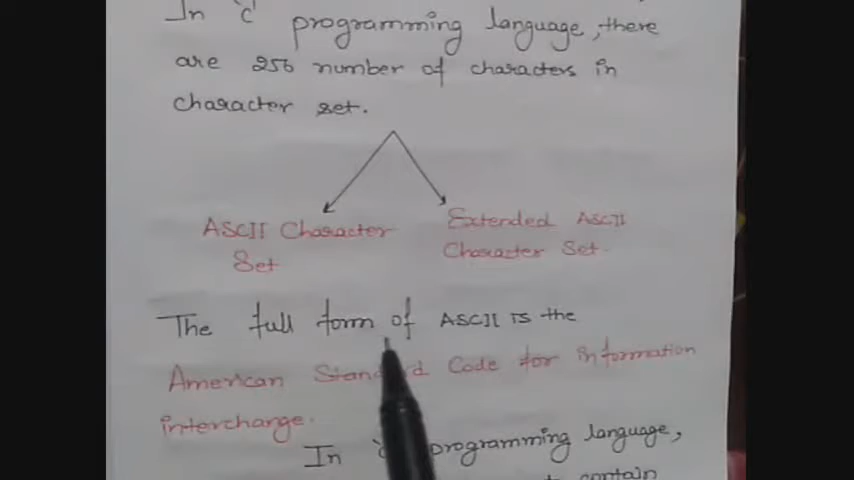 In 'c' programming language, there
are 256 number of characters in
character set.
ASCII Character
Set
Extended ASCII
Character Set.
The full form of ASCII is the
American Standard Code for information
interchange.
In programming language,
contain